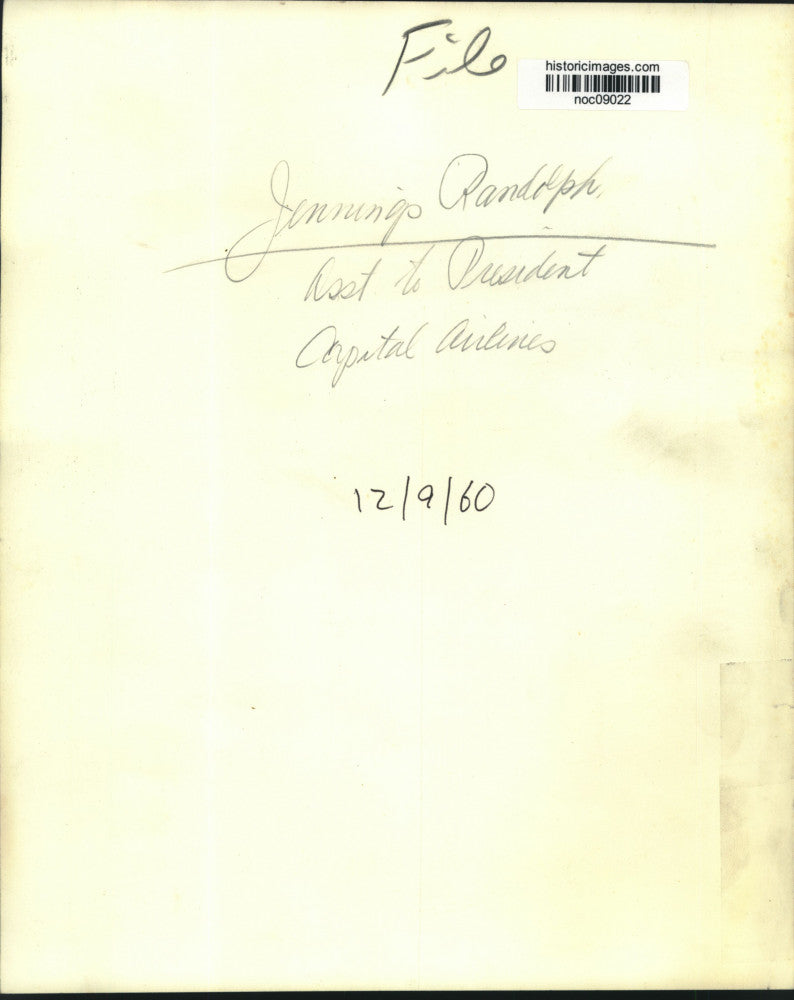 File
historicimages.com
noc09022
Jennings Randolph,
Asst to President
Capital Airlines
12/9/60